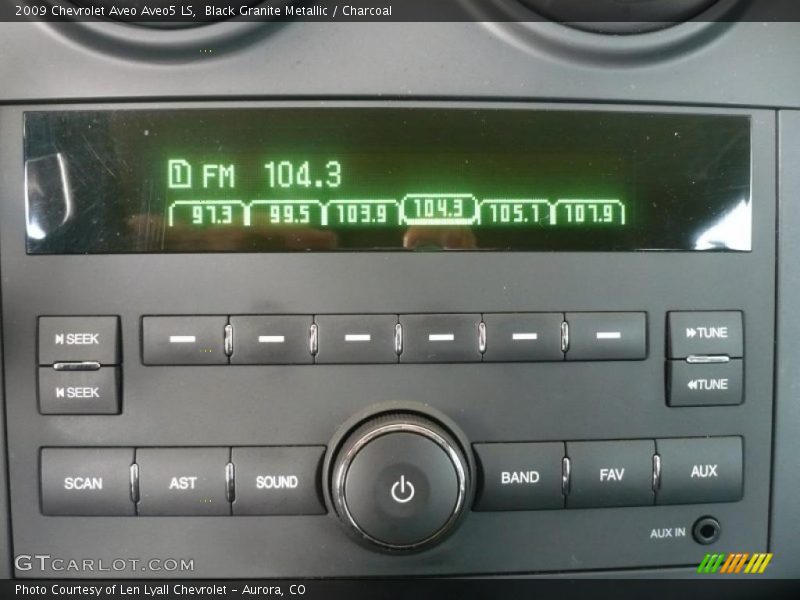 2009 Chevrolet Aveo Aveo5 LS, Black Granite Metallic / Charcoal
1 FM 104.3
97.3 99.5 103.9 104.3 105.1 107.9
SEEK
TUNE
SEEK
TUNE
SCAN AST SOUND BAND FAV AUX
AUX IN
GTCARLOT.COM
Photo Courtesy of Len Lyall Chevrolet - Aurora, CO